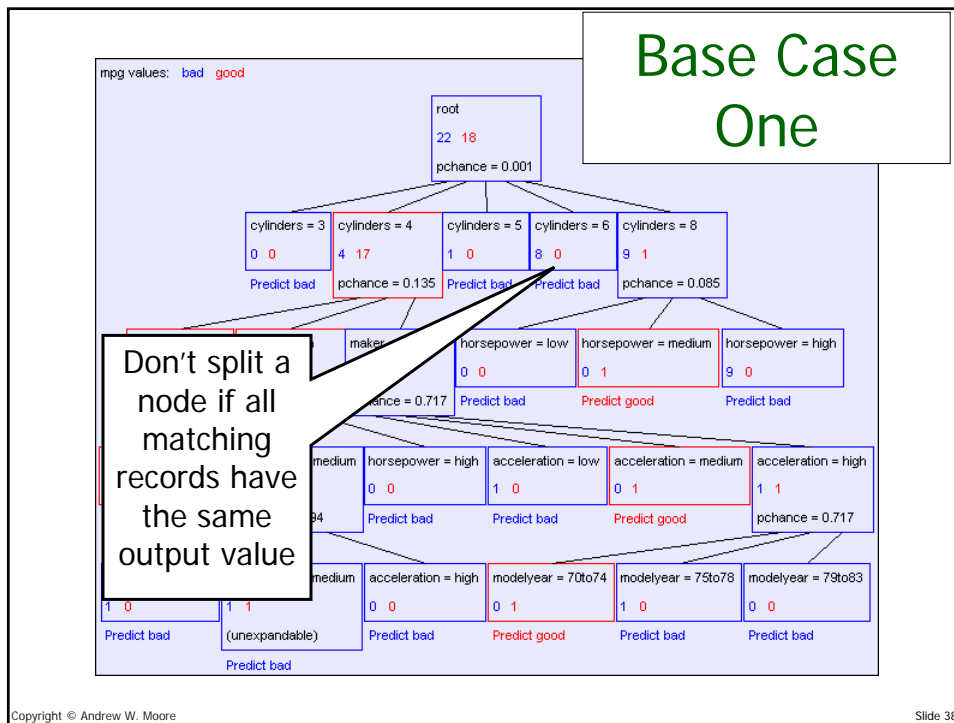 Base Case
One
mpg values: bad good
root
22 18
pchance = 0.001
cylinders = 3 cylinders = 4 cylinders = 5 cylinders = 6 cylinders = 8
0 0 4 17 1 0 8 0 9 1
Predict bad pchance = 0.135 Predict bad Predict bad pchance = 0.085
maker horsepower = low horsepower = medium horsepower = high
0 0 0 1 9 0
= 0.717 Predict bad Predict good Predict bad
Don't split a
node if all
matching
records have
the same
output value
medium horsepower = high acceleration = low acceleration = medium acceleration = high
0 0 1 0 0 1 1 1
94 Predict bad Predict bad Predict good pchance = 0.717
medium acceleration = high modelyear = 70to74 modelyear = 75to78 modelyear = 79to83
1 0 1 1 0 0 0 1 1 0 0 0
Predict bad (unexpandable) Predict bad Predict good Predict bad Predict bad
Predict bad
Copyright © Andrew W. Moore Slide 38